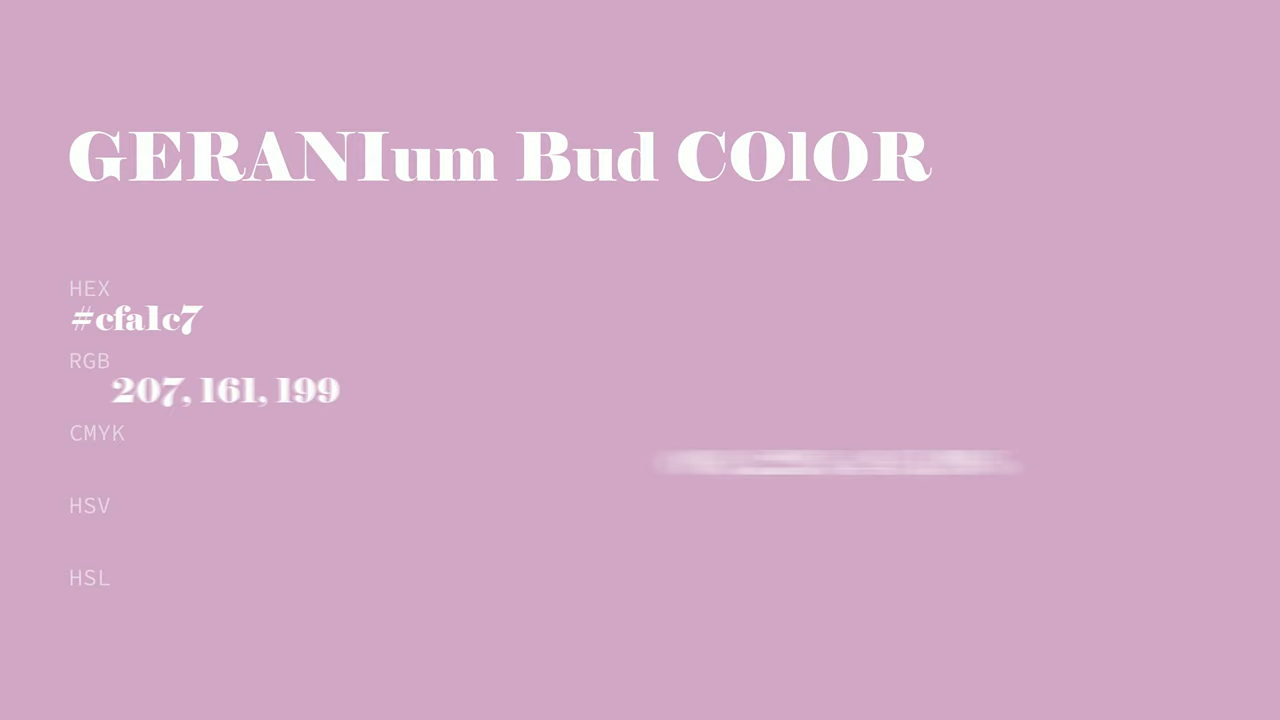 GERANIum Bud COlOR
HEX
#cfa1c7
RGB
207, 161, 199
CMYK
HSV
HSL